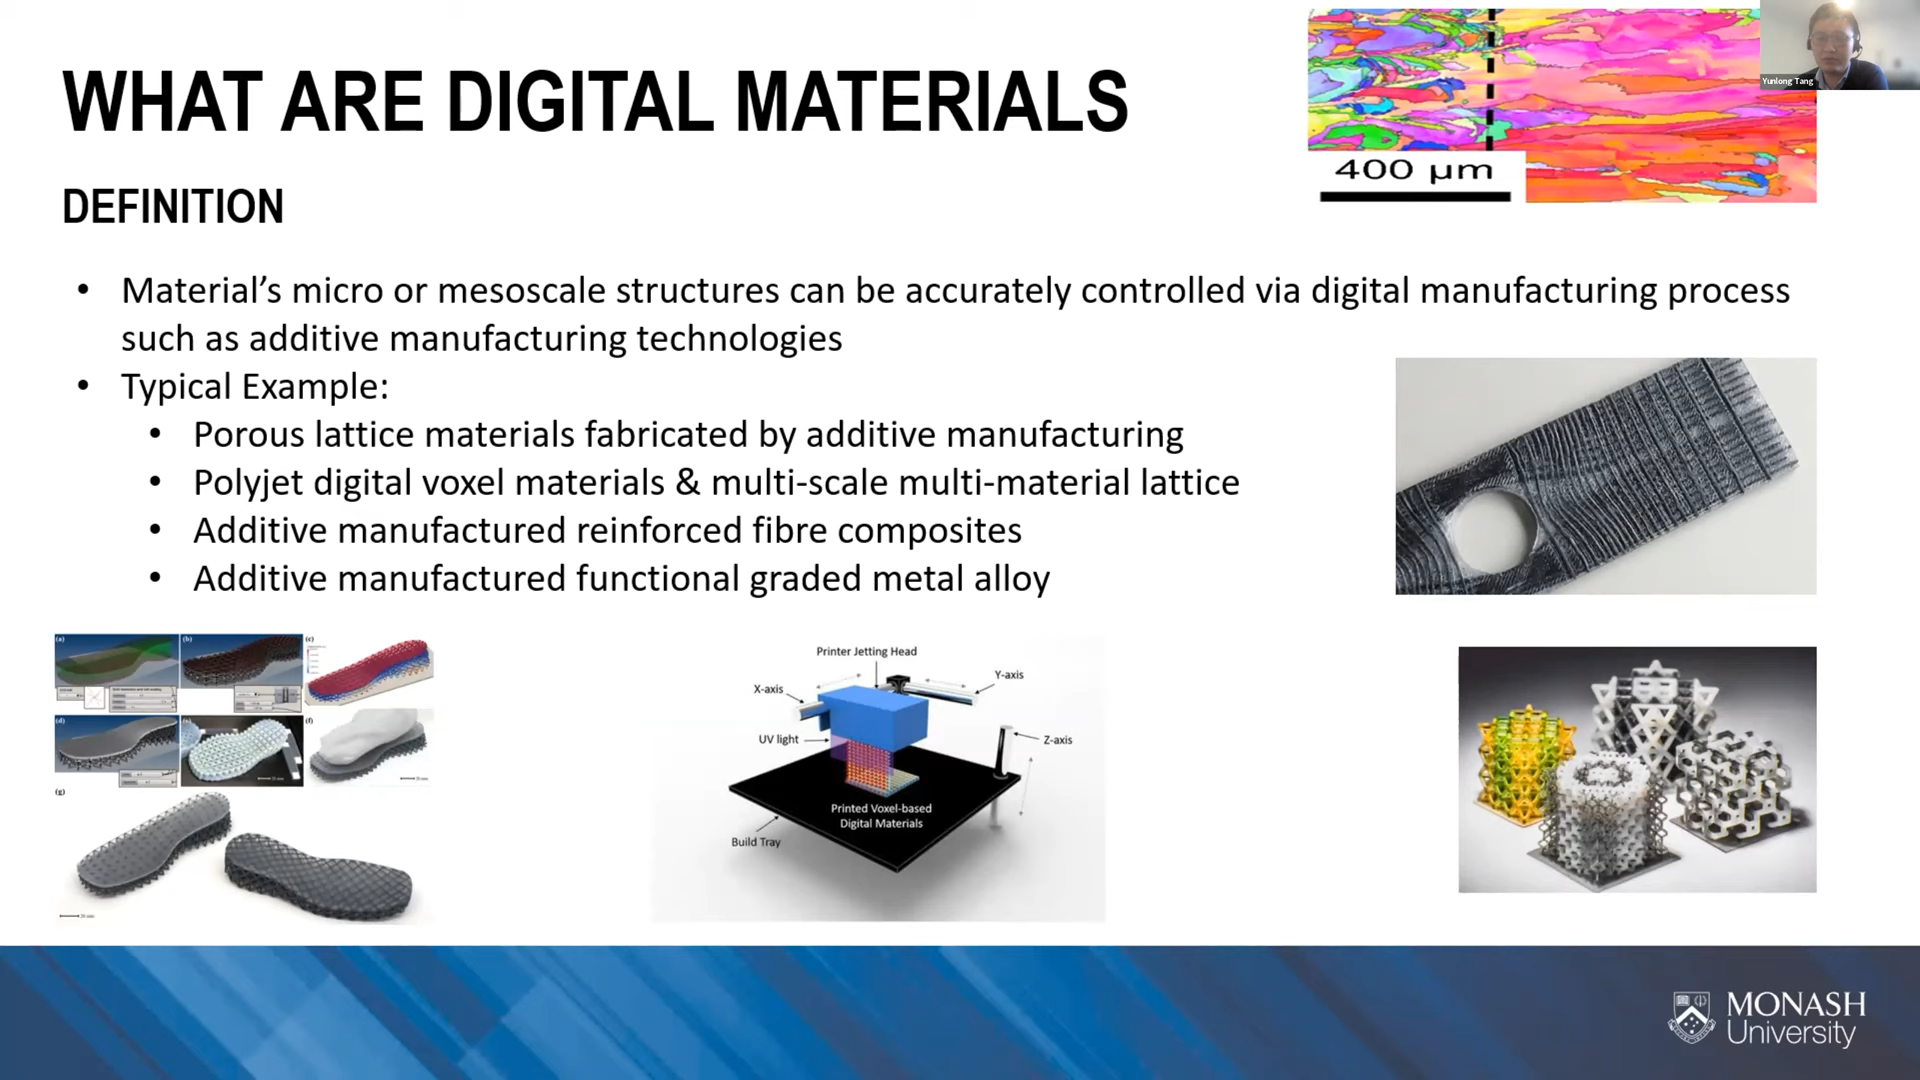 WHAT ARE DIGITAL MATERIALS
Yunlong Tang
400 μm
DEFINITION
• Material’s micro or mesoscale structures can be accurately controlled via digital manufacturing process
such as additive manufacturing technologies
• Typical Example:
• Porous lattice materials fabricated by additive manufacturing
• Polyjet digital voxel materials & multi-scale multi-material lattice
• Additive manufactured reinforced fibre composites
• Additive manufactured functional graded metal alloy
(a)
(b)
(c)
(d)
(e)
(f)
(g)
Printer Jetting Head
X-axis
Y-axis
UV light
Z-axis
Printed Voxel-based
Digital Materials
Build Tray
MONASH
University